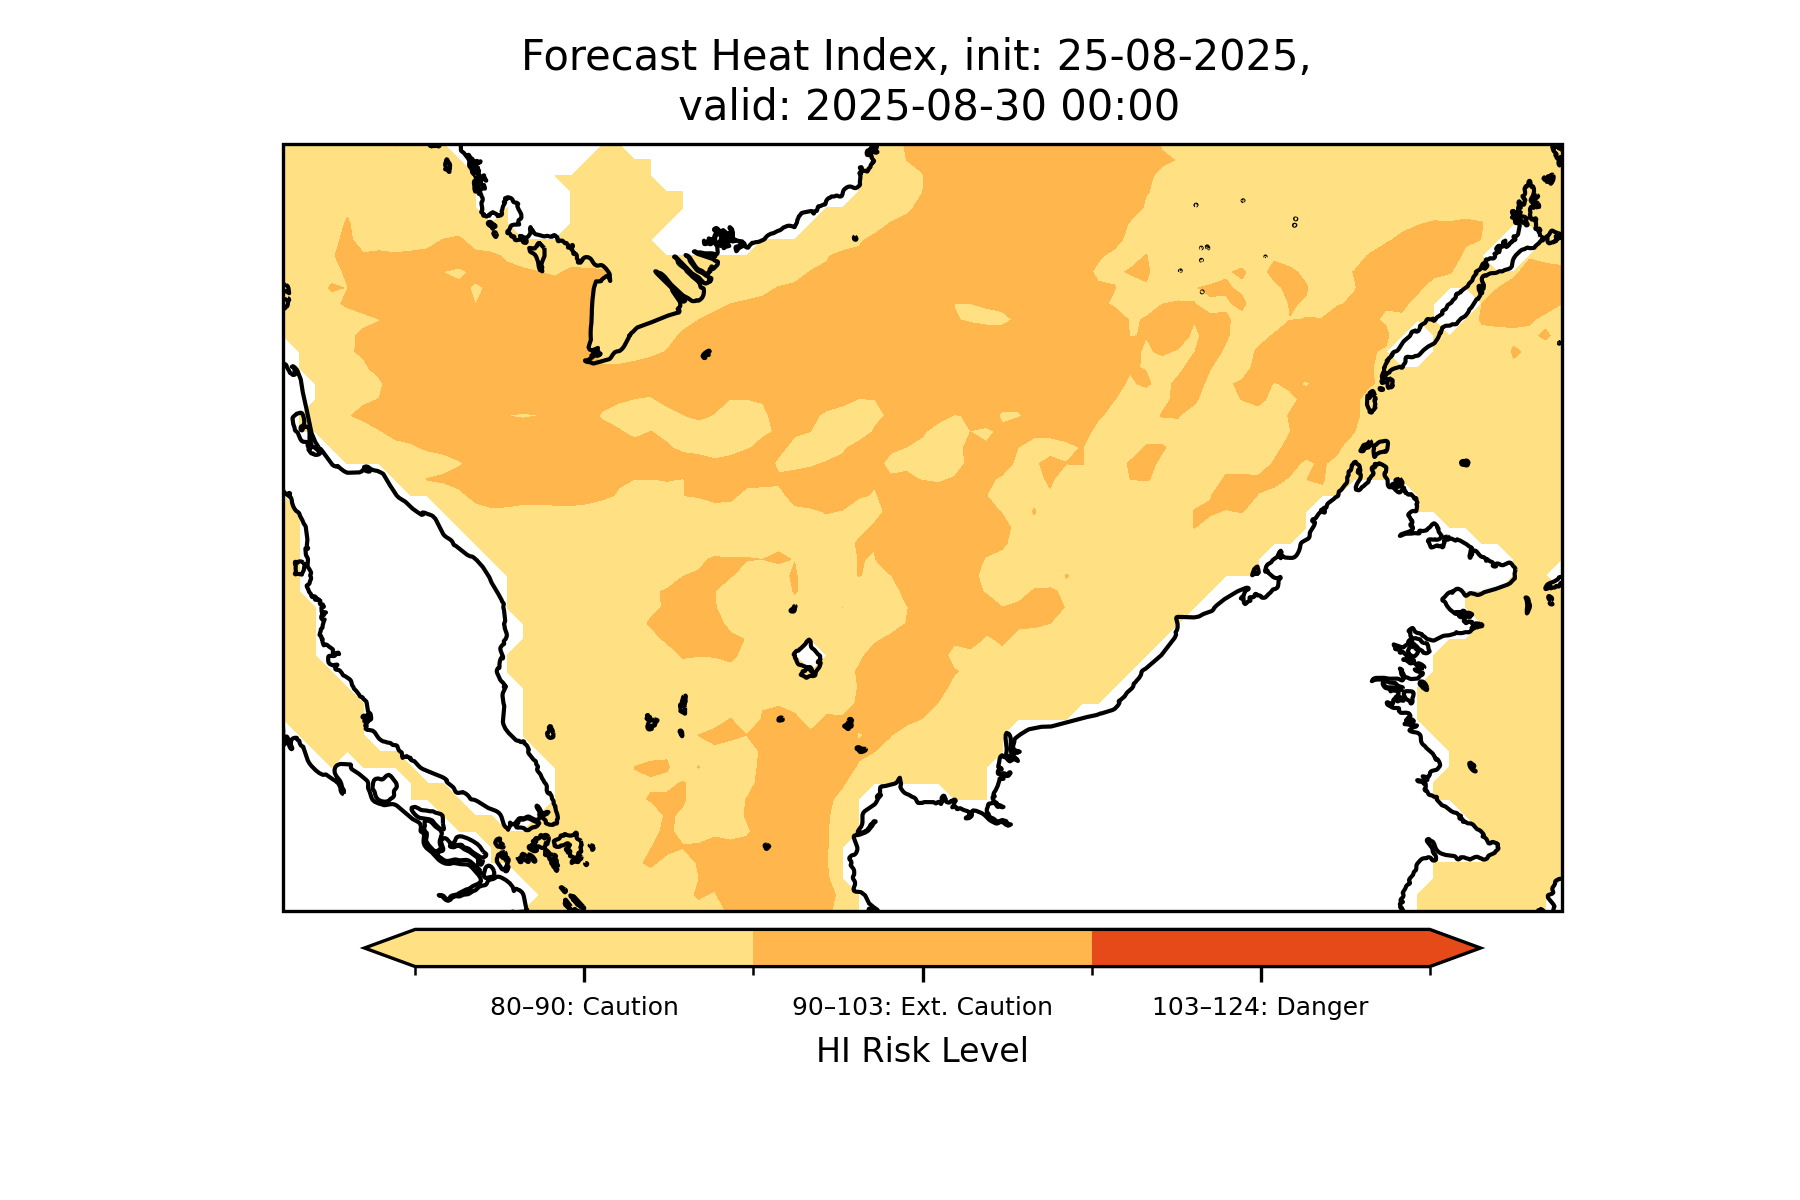 Forecast Heat Index, init: 25-08-2025,
valid: 2025-08-30 00:00
80–90: Caution
90–103: Ext. Caution
103–124: Danger
HI Risk Level